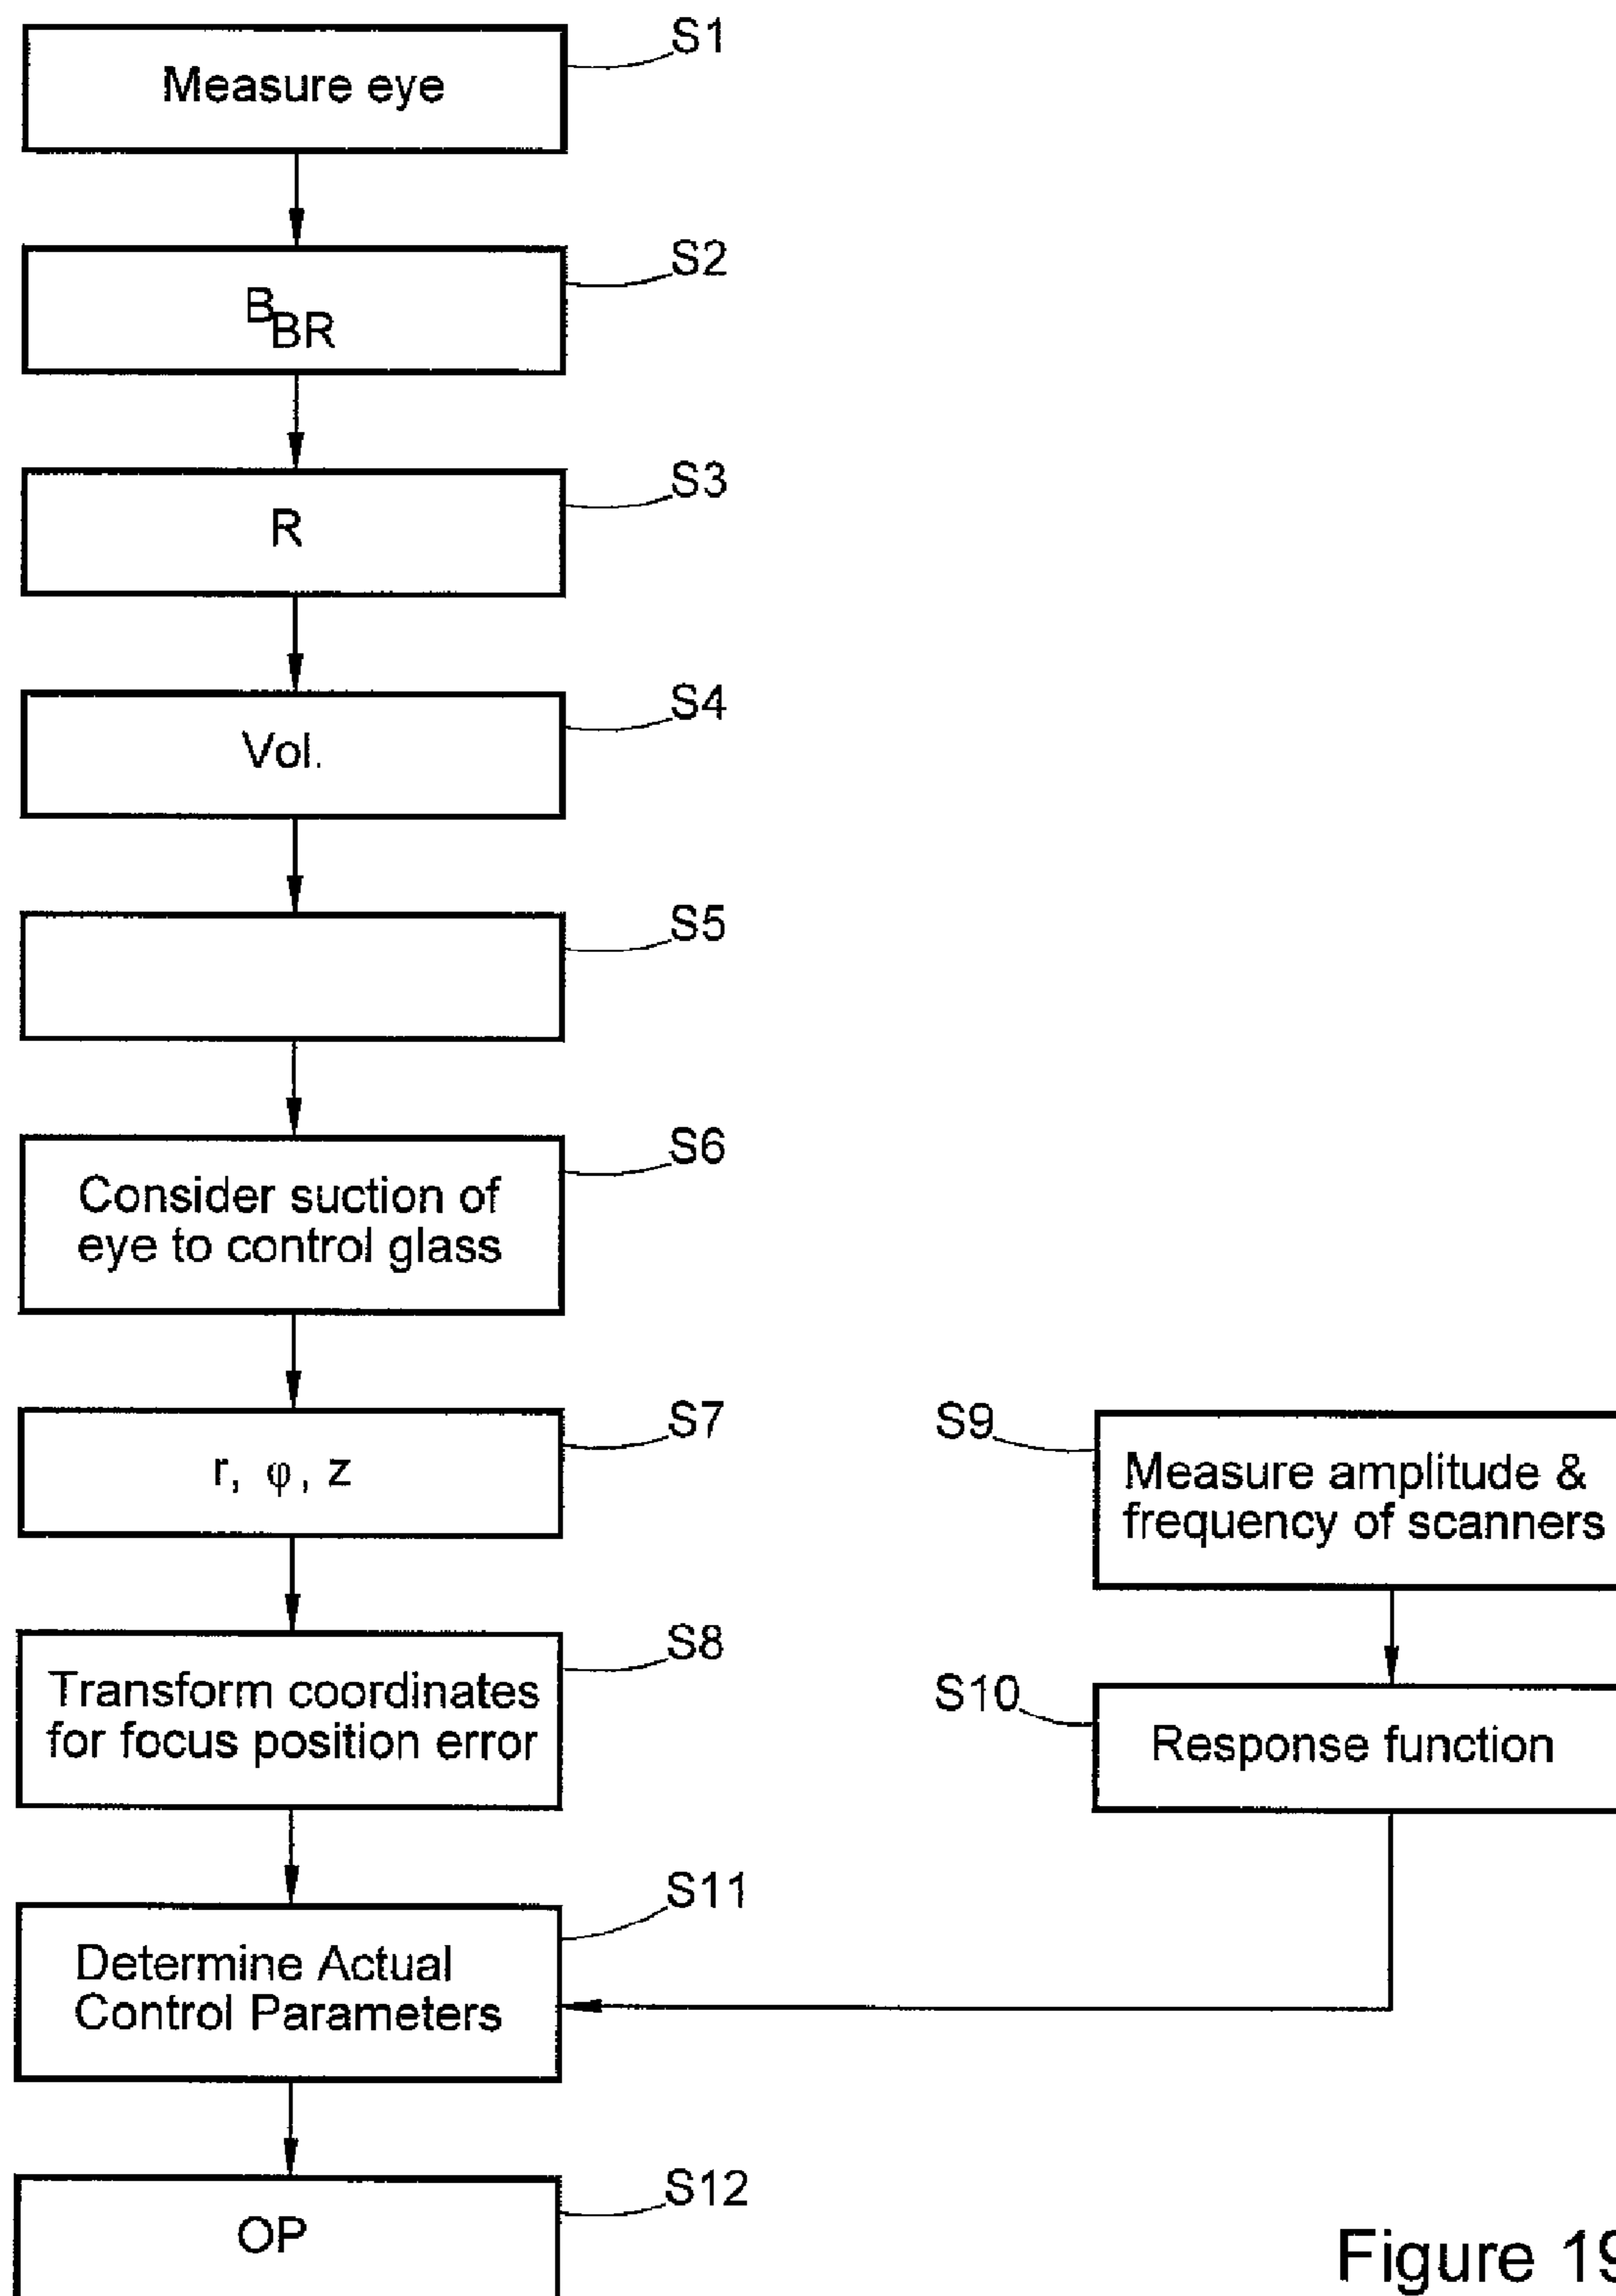 S1
Measure eye
S2
B_BR
S3
R
S4
Vol.
S5
S6
Consider suction of
eye to control glass
S7
r, φ, z
S8
Transform coordinates
for focus position error
S9
Measure amplitude &
frequency of scanners
S10
Response function
S11
Determine Actual
Control Parameters
S12
OP
Figure 19